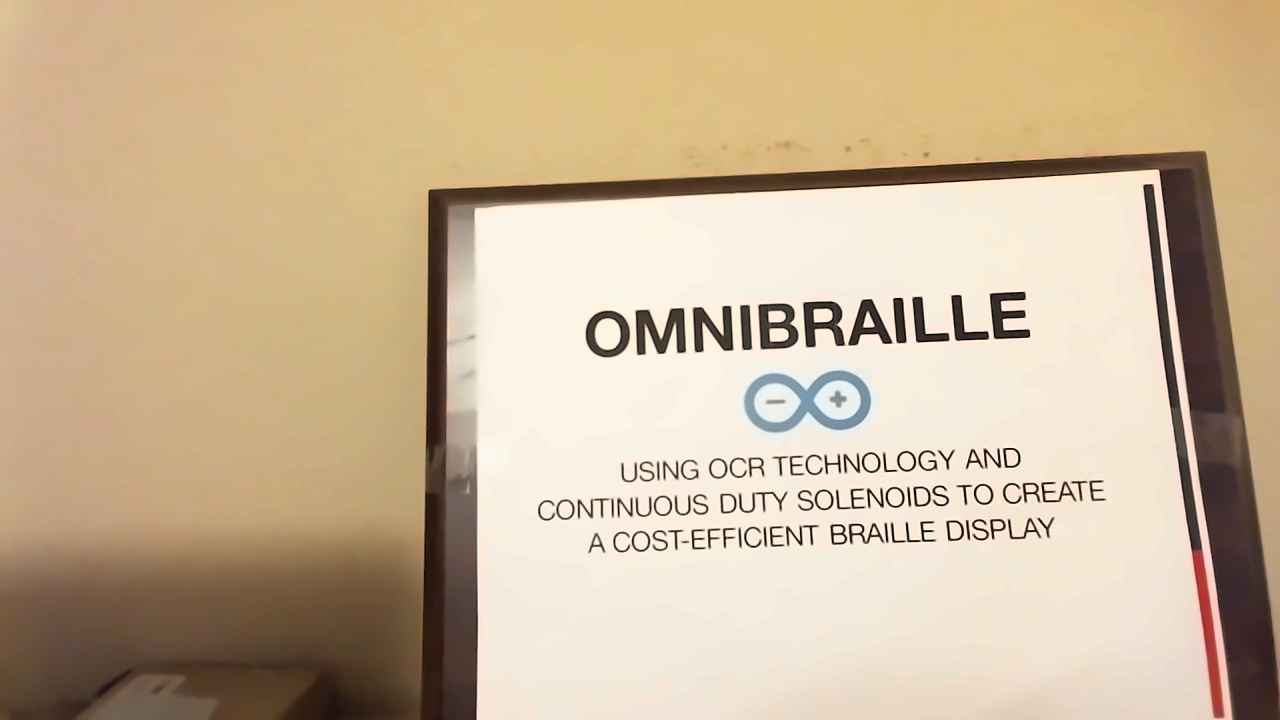 OMNIBRAILLE
USING OCR TECHNOLOGY AND
CONTINUOUS DUTY SOLENOIDS TO CREATE
A COST-EFFICIENT BRAILLE DISPLAY